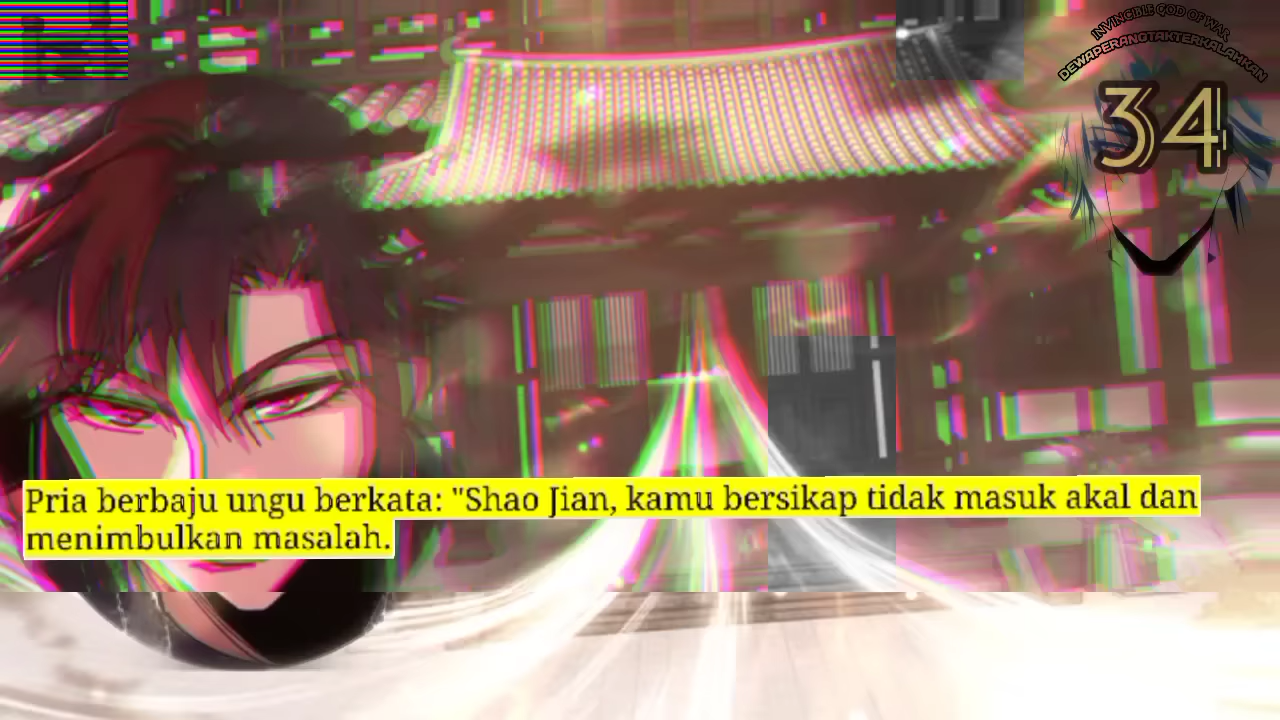 INVINCIBLE GOD OF WAR
DEWAPERANGTAKTERKALAHKAN
34
Pria berbaju ungu berkata: "Shao Jian, kamu bersikap tidak masuk akal dan
menimbulkan masalah.